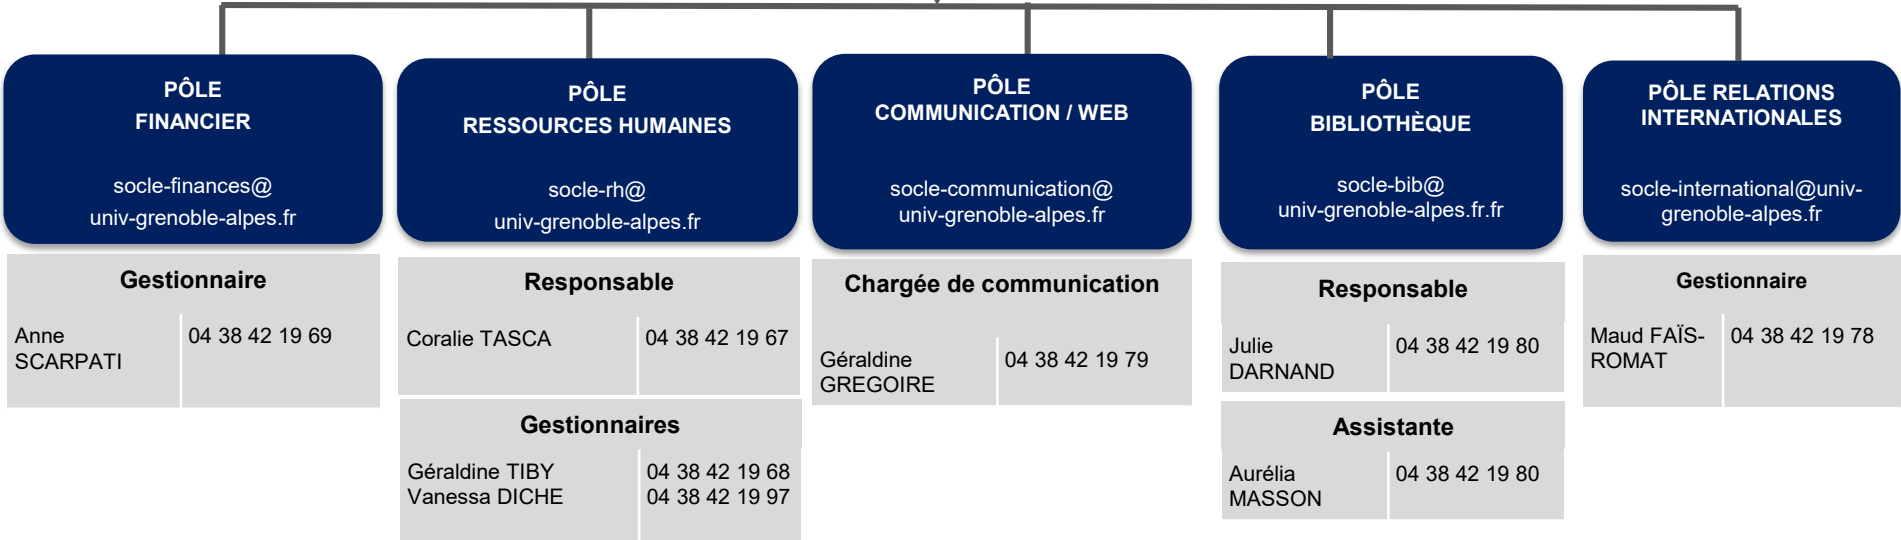 PÔLE
FINANCIER
socle-finances@
univ-grenoble-alpes.fr
Gestionnaire
Anne
SCARPATI
04 38 42 19 69
PÔLE
RESSOURCES HUMAINES
socle-rh@
univ-grenoble-alpes.fr
Responsable
Coralie TASCA
04 38 42 19 67
Gestionnaires
Géraldine TIBY
04 38 42 19 68
Vanessa DICHE
04 38 42 19 97
PÔLE
COMMUNICATION / WEB
socle-communication@
univ-grenoble-alpes.fr
Chargée de communication
Géraldine
GREGOIRE
04 38 42 19 79
PÔLE
BIBLIOTHÈQUE
socle-bib@
univ-grenoble-alpes.fr.fr
Responsable
Julie
DARNAND
04 38 42 19 80
Assistante
Aurélia
MASSON
04 38 42 19 80
PÔLE RELATIONS
INTERNATIONALES
socle-international@univ-
grenoble-alpes.fr
Gestionnaire
Maud FAÏS-
ROMAT
04 38 42 19 78